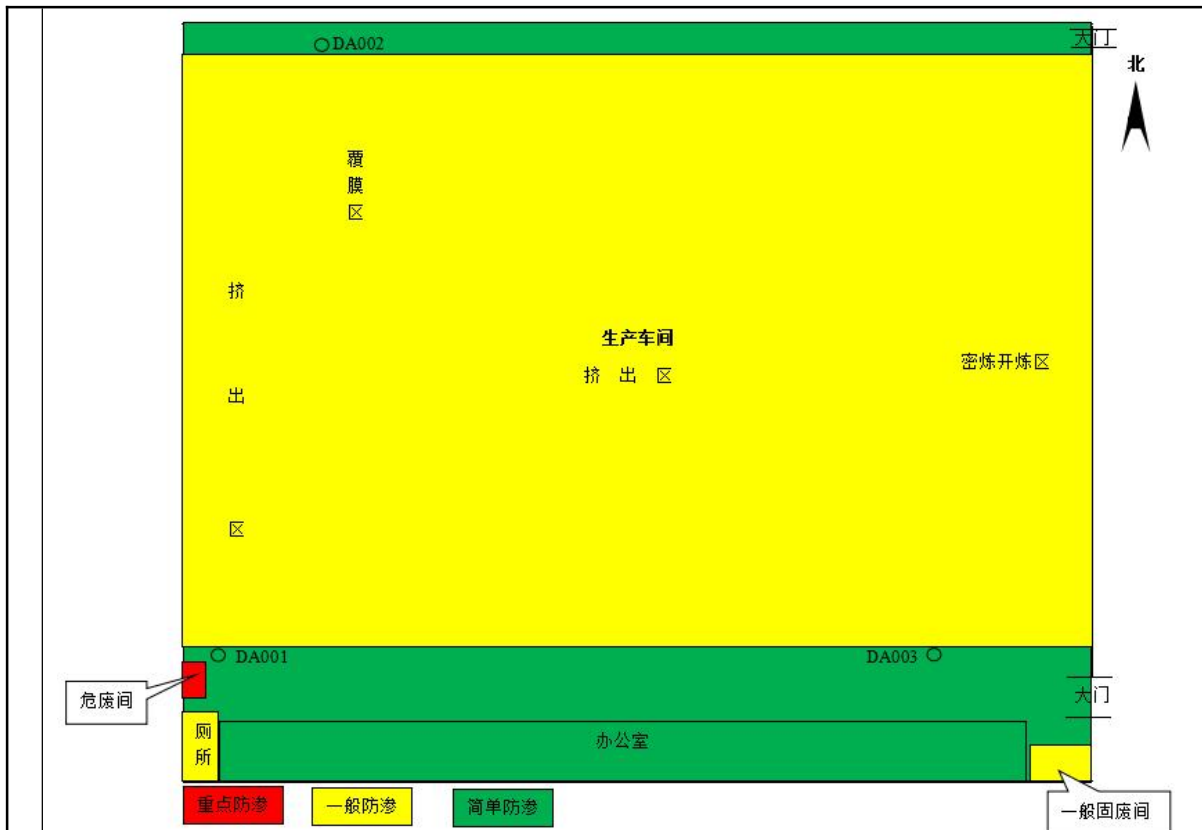 DA002
大门
北
覆膜区
挤出区
生产车间
挤 出 区
密炼开炼区
DA001
DA003
危废间
大门
厕所
办公室
重点防渗
一般防渗
简单防渗
一般固废间